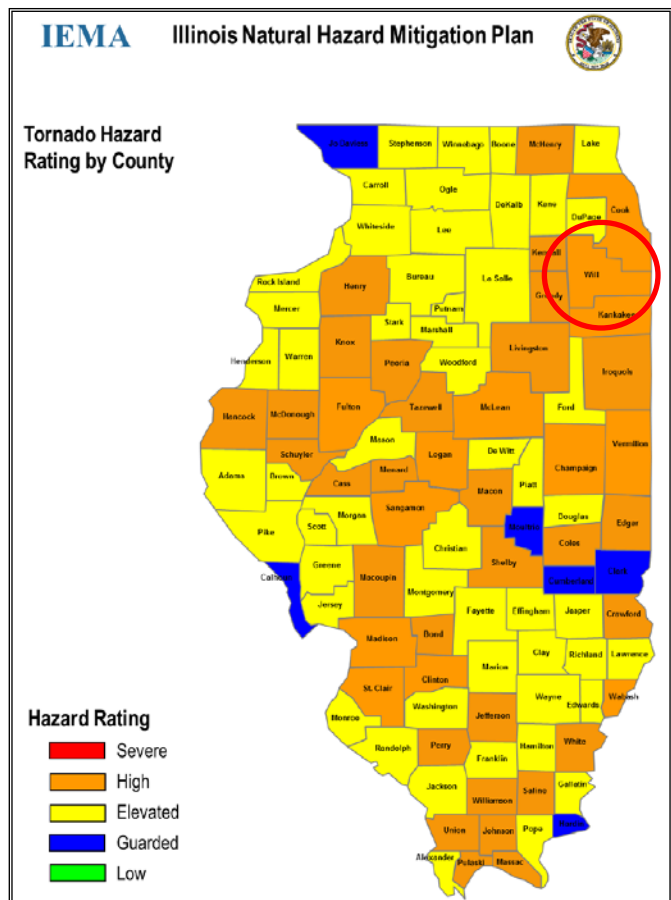 IEMA Illinois Natural Hazard Mitigation Plan
Tornado Hazard
Rating by County
Stephenson Winnebago Boone McHenry Lake
Carroll Ogle DeKalb Kane Cook
DuPage
Whiteside Lee
Kendall Will
Rock Island Henry Bureau La Salle Grundy
Mercer Putnam Kankakee
Stark Marshall
Henderson Warren Knox Livingston
Peoria Woodford Iroquois
Hancock McDonough Fulton Tazewell McLean Ford
Mason
Schuyler Logan De Witt Vermilion
Adams Brown Cass Menard Champaign
Piatt
Macon
Morgan Sangamon Douglas
Scott Edgar
Pike Christian Coles
Greene Shelby
Macoupin Clark
Calhoun Montgomery Cumberland
Jersey
Fayette Effingham Jasper Crawford
Madison Bond
Clay Richland Lawrence
Marion
St. Clair Clinton
Wayne Wabash
Washington Edwards
Monroe Jefferson
Randolph Perry Hamilton White
Franklin
Jackson Saline Gallatin
Williamson
Union Johnson Pope
Alexander Pulaski Massac
Hazard Rating
Severe
High
Elevated
Guarded
Low